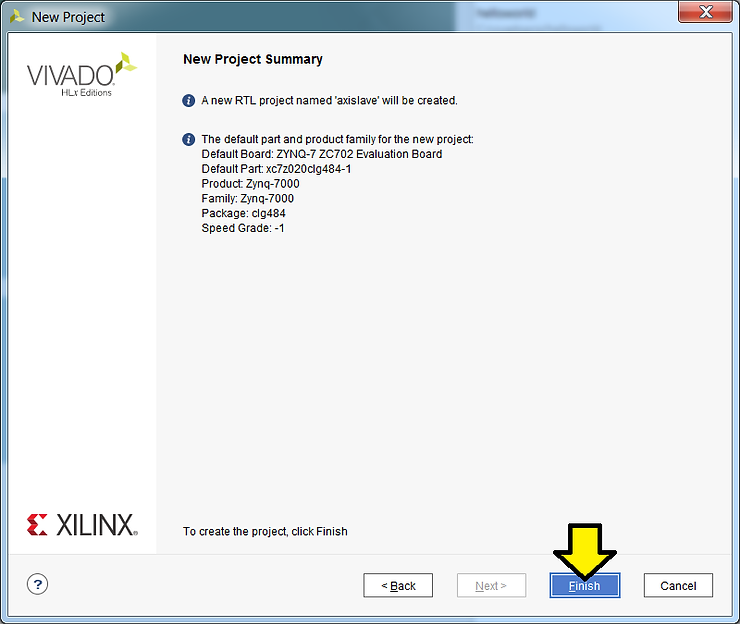 New Project
VIVADO
HLx Editions
New Project Summary
A new RTL project named 'axislave' will be created.
The default part and product family for the new project:
Default Board: ZYNQ-7 ZC702 Evaluation Board
Default Part: xc7z020clg484-1
Product: Zynq-7000
Family: Zynq-7000
Package: clg484
Speed Grade: -1
XILINX®
To create the project, click Finish
?
< Back
Next >
Finish
Cancel